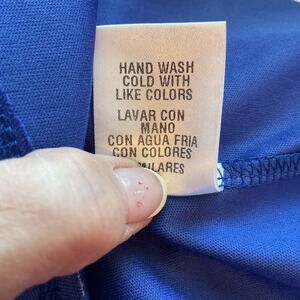 HAND WASH
COLD WITH
LIKE COLORS
LAVAR CON
MANO
CON AGUA FRIA
CON COLORES
MILARES